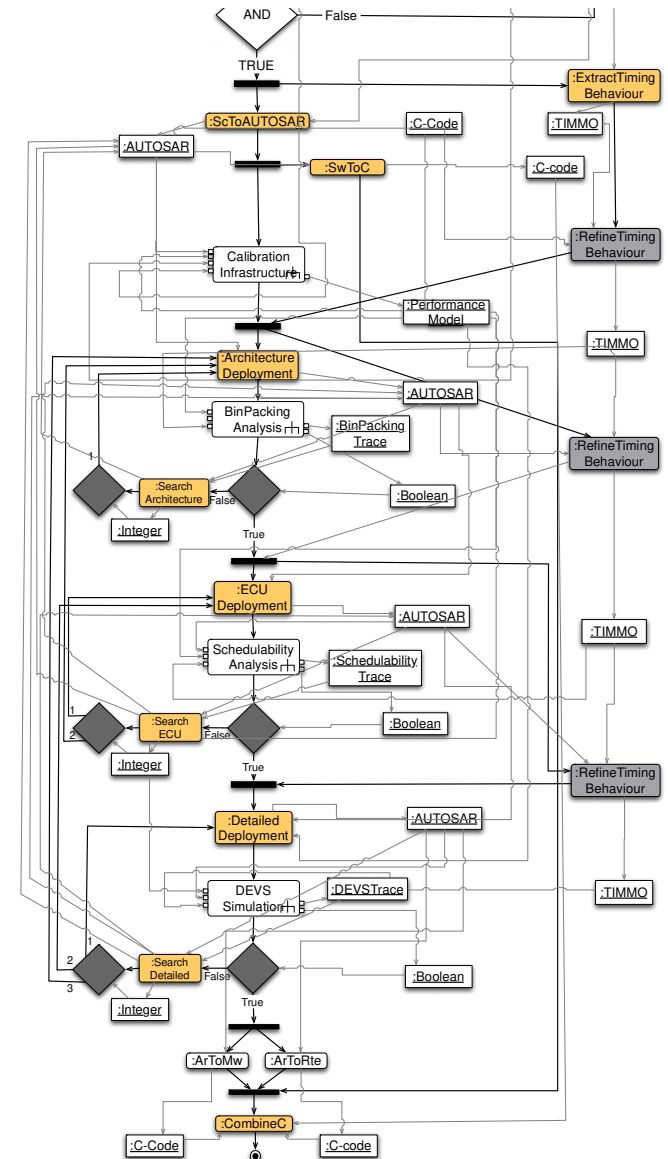 AND
False
TRUE
:ExtractTiming
Behaviour
:ScToAUTOSAR
:C-Code
:TIMMO
:AUTOSAR
:SwToC
:C-code
:RefineTiming
Behaviour
Calibration
Infrastructure
:Performance
Model
:TIMMO
:Architecture
Deployment
:AUTOSAR
BinPacking
Analysis
:BinPacking
Trace
:RefineTiming
Behaviour
1
:Search
Architecture
False
:Boolean
:Integer
True
:ECU
Deployment
:AUTOSAR
:TIMMO
Schedulability
Analysis
:Schedulability
Trace
1
2
:Search
ECU
False
:Boolean
:Integer
True
:RefineTiming
Behaviour
:Detailed
Deployment
:AUTOSAR
DEVS
Simulation
:DEVSTrace
:TIMMO
1
2
3
:Search
Detailed
False
:Boolean
:Integer
True
:ArToMw
:ArToRte
:CombineC
:C-Code
:C-code